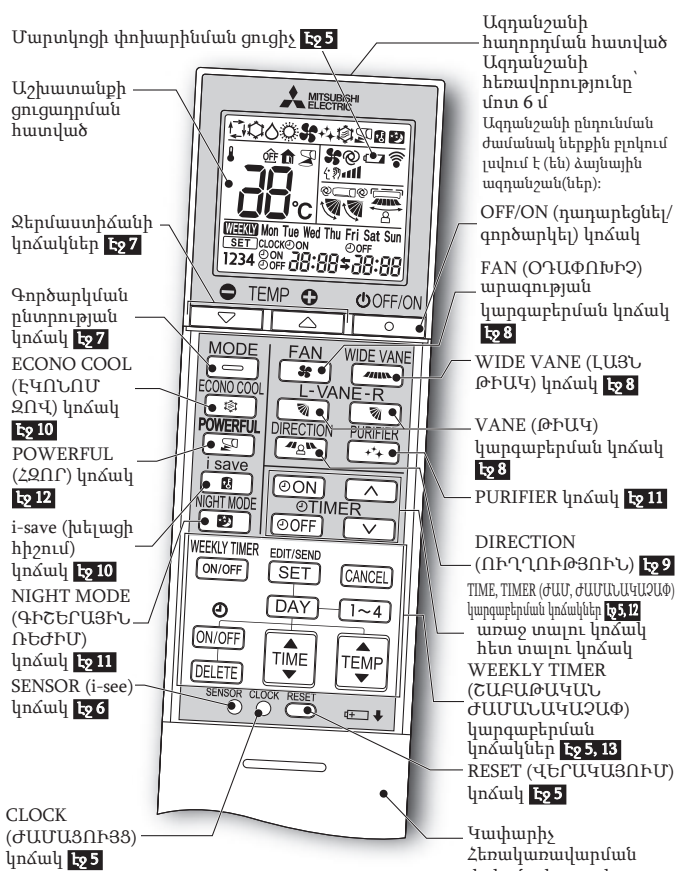 Մարտկոցի փոխարինման ցուցիչ Էջ 5
Աշխատանքի
ցուցադրման
հատված
Ջերմաստիճանի
կոճակներ Էջ 7
Գործարկման
ընտրության
կոճակ Էջ 7
ECONO COOL
(ԷԿՈՆՈՄ
ԶՈՎ) կոճակ
Էջ 10
POWERFUL
(ՀԶՈՐ) կոճակ
Էջ 12
i-save (խելացի
հիշում)
կոճակ Էջ 10
NIGHT MODE
(ԳԻՇԵՐԱՅԻՆ
ՌԵԺԻՄ)
կոճակ Էջ 11
SENSOR (i-see)
կոճակ Էջ 6
CLOCK
(ԺԱՄԱՑՈՒՅՑ)
կոճակ Էջ 5
MITSUBISHI
ELECTRIC
OFF
88°C
WEEKLY Mon Tue Wed Thu Fri Sat Sun
SET CLOCK ON OFF
1234 ON OFF 88:88 88:88
TEMP OFF/ON
MODE FAN WIDE VANE
ECONO COOL L-VANE-R
POWERFUL DIRECTION PURIFIER
i save
ON
NIGHT MODE TIMER
OFF
WEEKLY TIMER EDIT/SEND
ON/OFF SET CANCEL
DAY 1~4
ON/OFF TIME TEMP
DELETE
SENSOR CLOCK RESET
Ազդանշանի
հաղորդման հատված
Ազդանշանի
հեռավորությունը՝
մոտ 6 մ
Ազդանշանի ընդունման
ժամանակ ներքին բլոկում
լսվում է (են) ձայնային
ազդանշան(ներ)։
OFF/ON (դադարեցնել/
գործարկել) կոճակ
FAN (ՕԴԱՓՈԽԻՉ)
արագության
կարգաբերման կոճակ
Էջ 8
WIDE VANE (ԼԱՅՆ
ԹԻԱԿ) կոճակ Էջ 8
VANE (ԹԻԱԿ)
կարգաբերման կոճակ
Էջ 8
PURIFIER կոճակ Էջ 11
DIRECTION
(ՈՒՂՂՈՒԹՅՈՒՆ) Էջ 9
TIME, TIMER (ԺԱՄ, ԺԱՄԱՆԱԿԱՉԱՓ)
կարգաբերման կոճակներ Էջ 5, 12
առաջ տալու կոճակ
հետ տալու կոճակ
WEEKLY TIMER
(ՇԱԲԱԹԱԿԱՆ
ԺԱՄԱՆԱԿԱՉԱՓ)
կարգաբերման
կոճակներ Էջ 5, 13
RESET (ՎԵՐԱԿԱՅՈՒՄ)
կոճակ Էջ 5
Կափարիչ
Հեռակառավարման